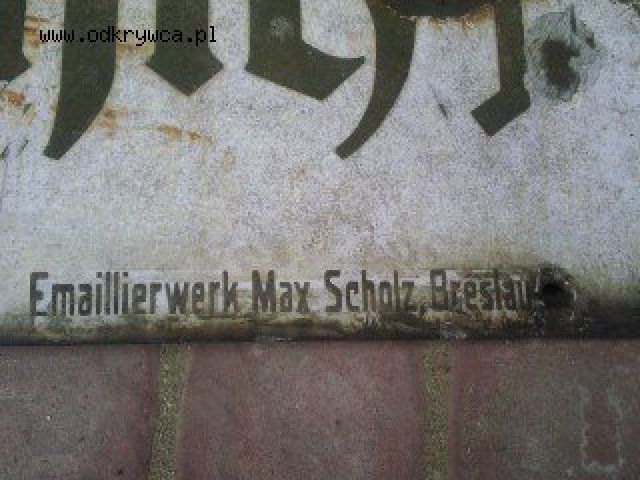 www.odkrywca.pl
Emaillierwerk Max Scholz, Breslau